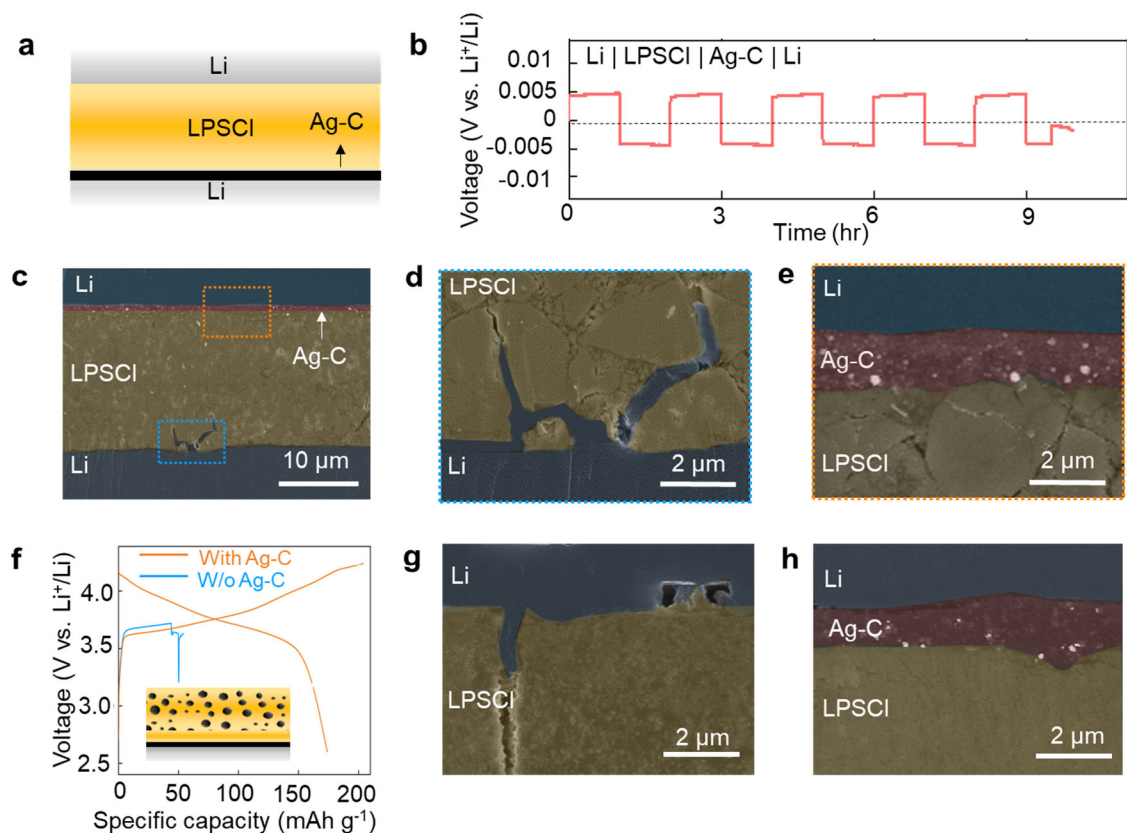 a
Li
LPSCl
Ag-C
Li
b
Li | LPSCl | Ag-C | Li
Voltage (V vs. Li⁺/Li)
0.01
0.005
0
-0.005
-0.01
0
3
6
9
Time (hr)
c
Li
Ag-C
LPSCl
Li
10 μm
d
LPSCl
Li
2 μm
e
Li
Ag-C
LPSCl
2 μm
f
With Ag-C
W/o Ag-C
Voltage (V vs. Li⁺/Li)
4.0
3.5
3.0
2.5
0
50
100
150
200
Specific capacity (mAh g⁻¹)
g
Li
LPSCl
2 μm
h
Li
Ag-C
LPSCl
2 μm